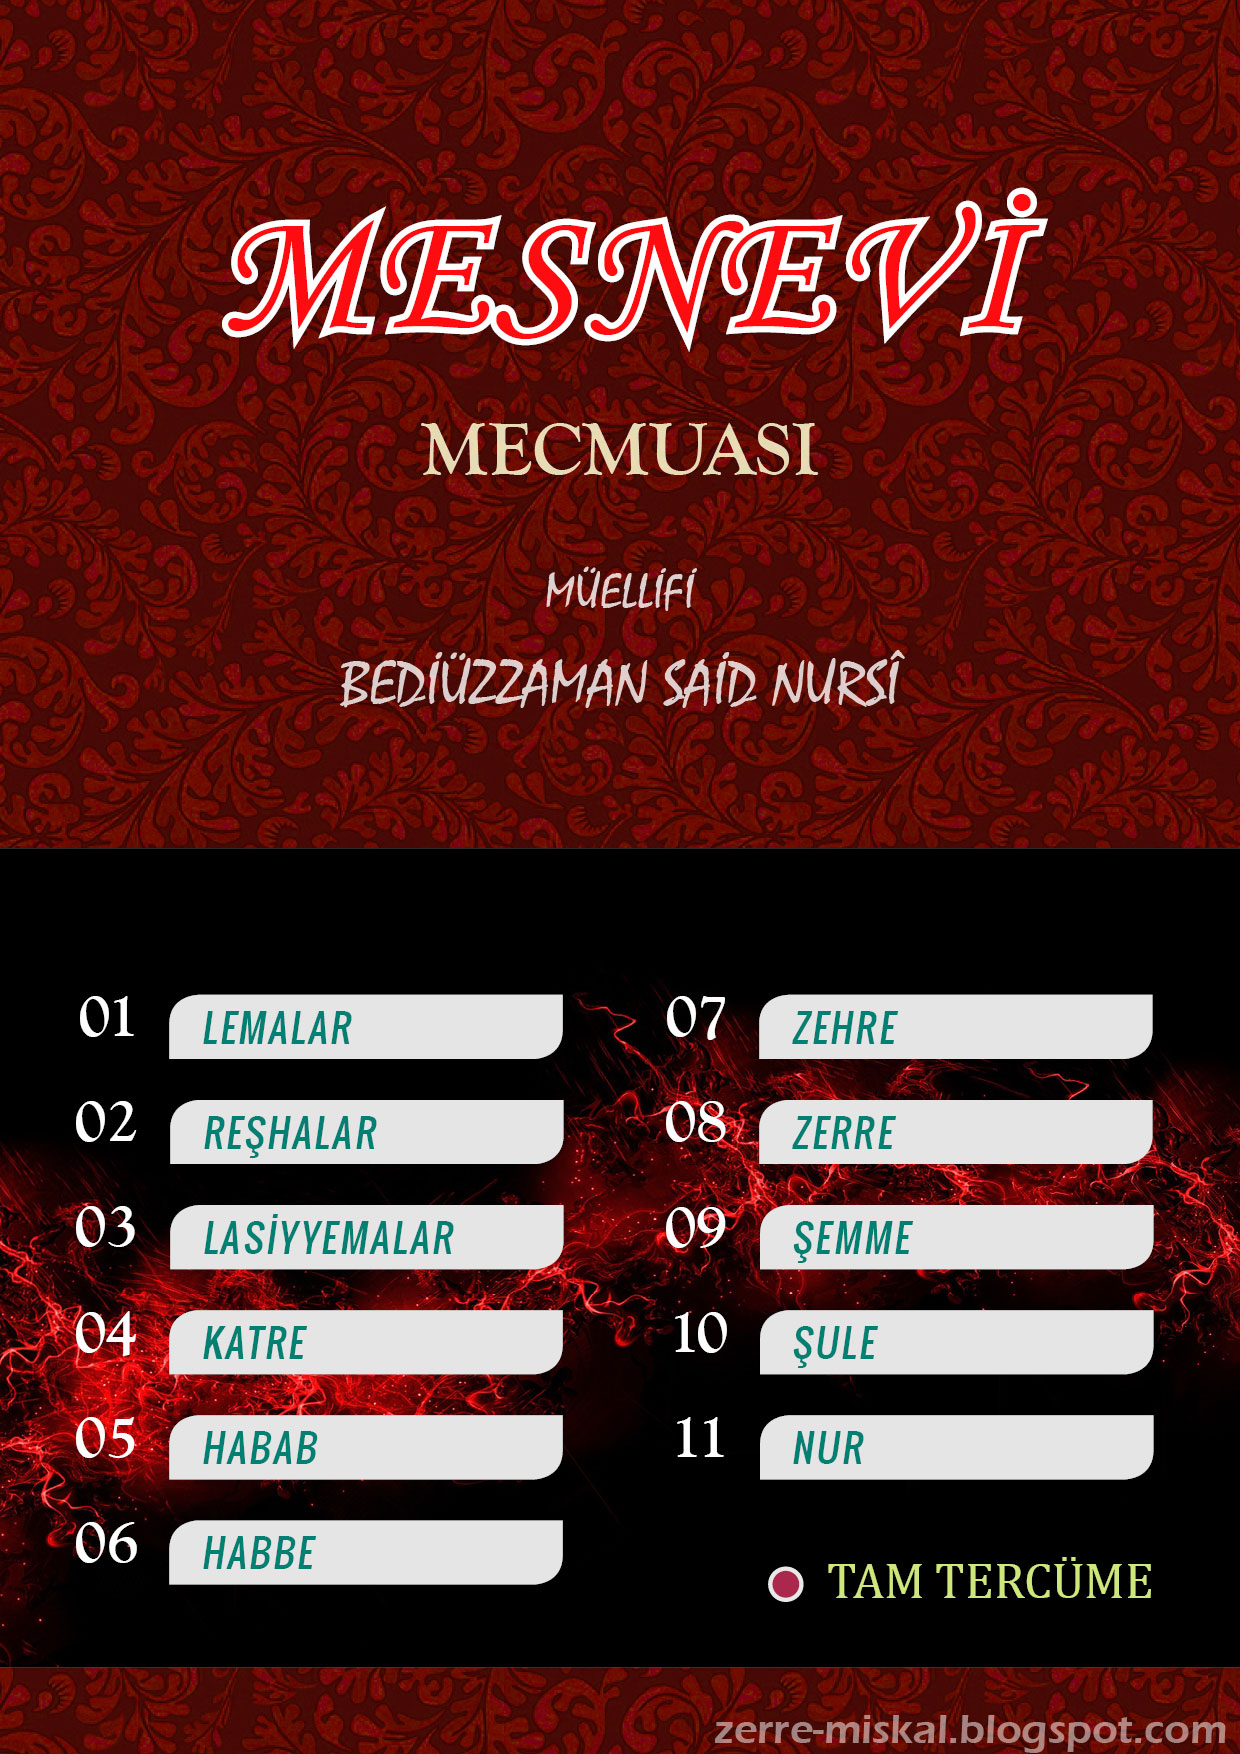 MESNEVİ
MECMUASI
MÜELLİFİ
BEDİÜZZAMAN SAİD NURSÎ
01 LEMALAR
02 REŞHALAR
03 LASİYYEMALAR
04 KATRE
05 HABAB
06 HABBE
07 ZEHRE
08 ZERRE
09 ŞEMME
10 ŞULE
11 NUR
TAM TERCÜME
zerre-miskal.blogspot.com